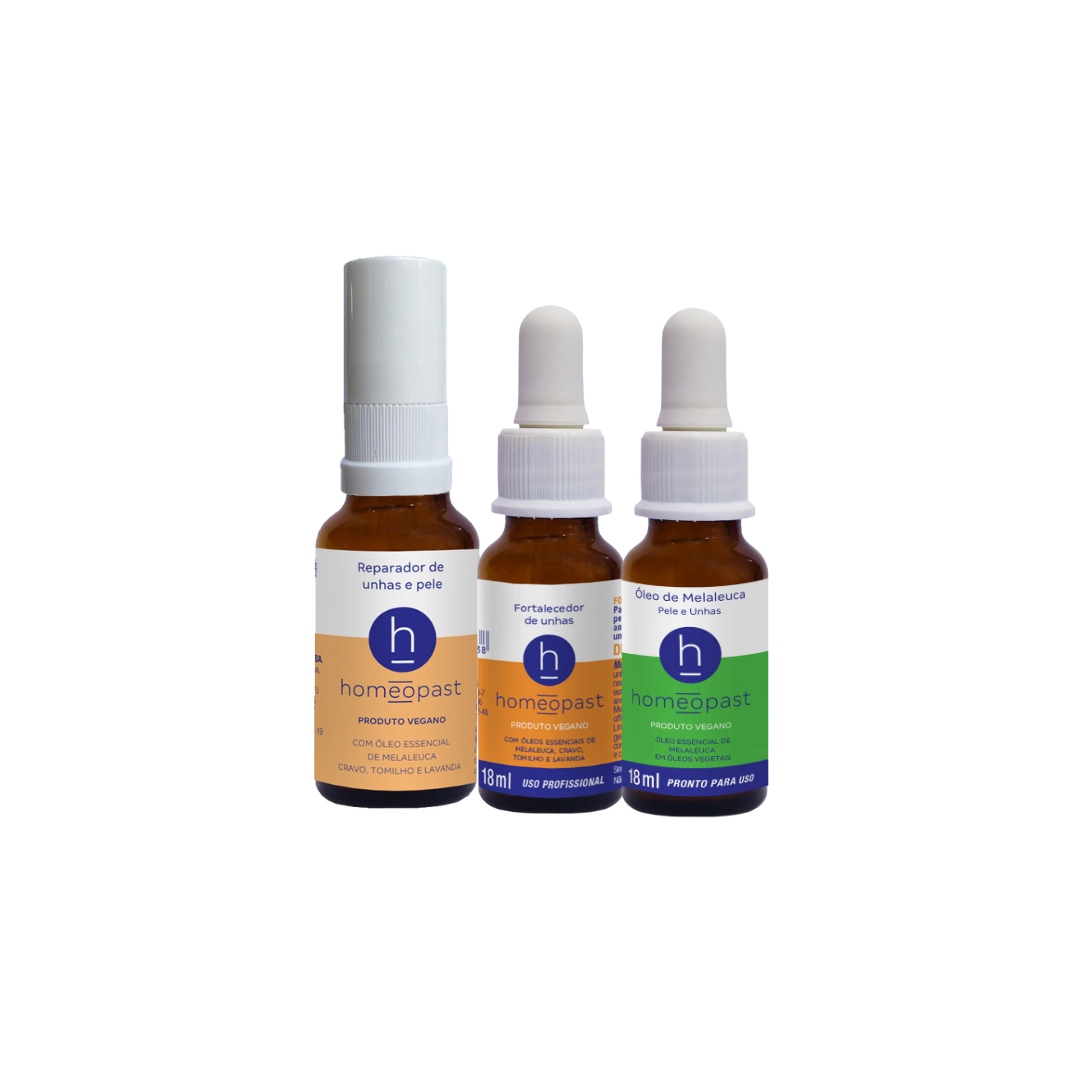 Reparador de
unhas e pele
h
homeopast
PRODUTO VEGANO
COM ÓLEO ESSENCIAL
DE MELALEUCA
CRAVO, TOMILHO E LAVANDA
Fortalecedor
de unhas
h
homeopast
PRODUTO VEGANO
COM ÓLEOS ESSENCIAIS DE
MELALEUCA, CRAVO,
TOMILHO E LAVANDA
18ml USO PROFISSIONAL
Óleo de Melaleuca
Pele e Unhas
h
homeopast
PRODUTO VEGANO
ÓLEO ESSENCIAL DE
MELALEUCA
EM ÓLEOS VEGETAIS
18ml PRONTO PARA USO